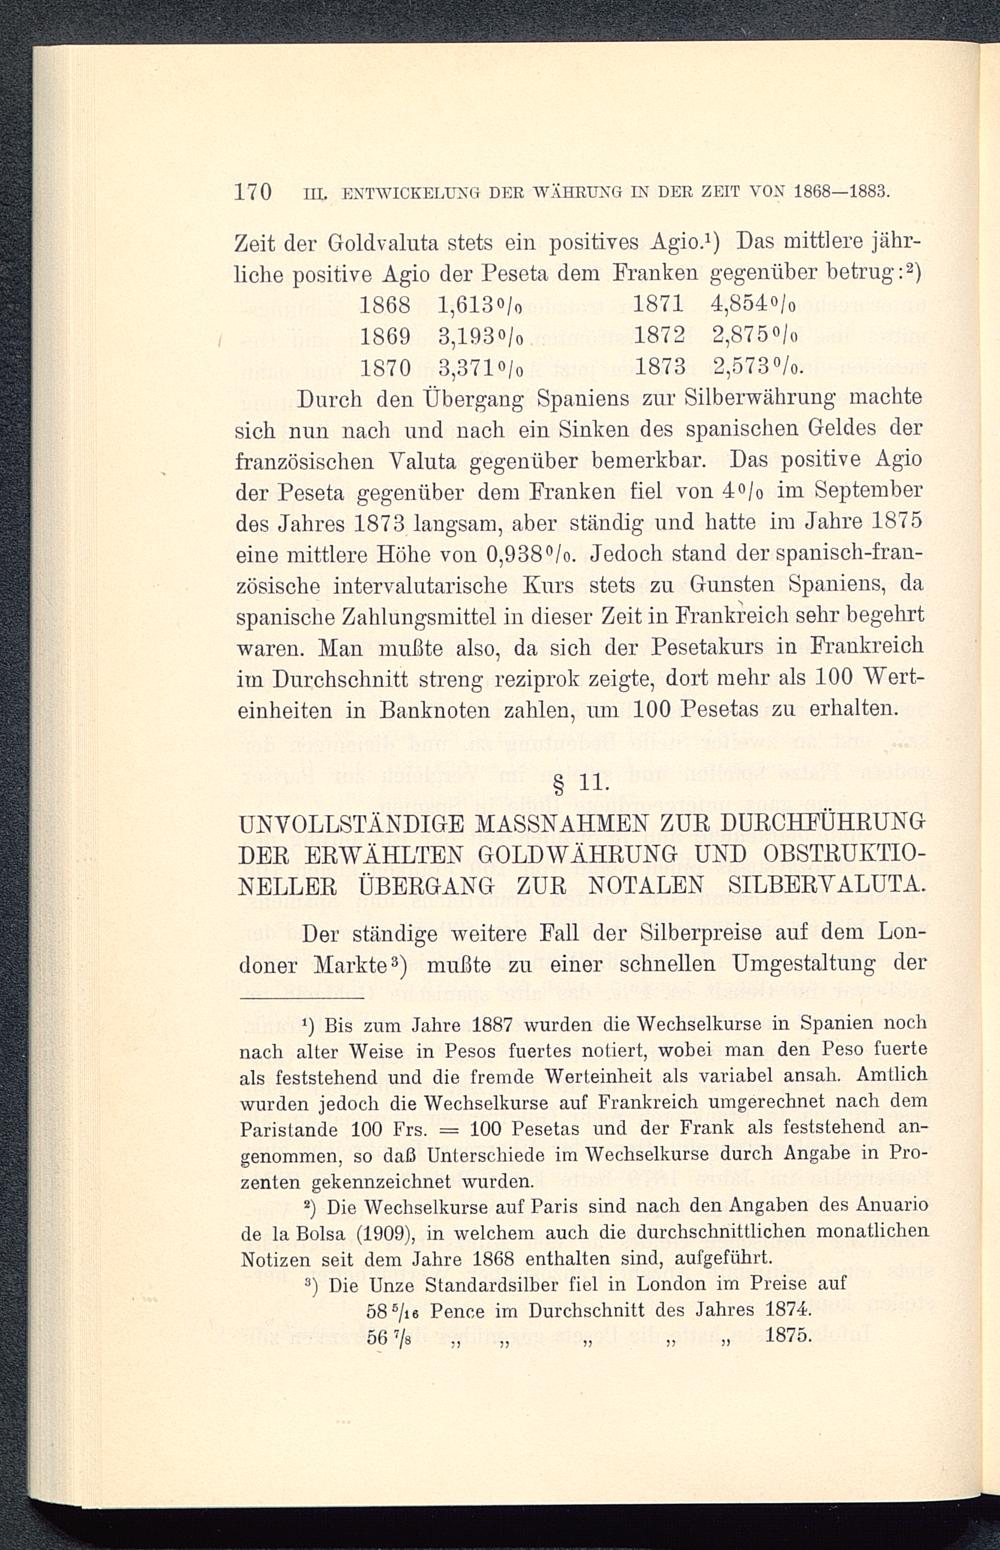 170 III. ENTWICKELUNG DER WÄHRUNG IN DER ZEIT VON 1868—1883.
Zeit der Goldvaluta stets ein positives Agio.¹) Das mittlere jähr-
liche positive Agio der Peseta dem Franken gegenüber betrug:²)
1868 1,613% 1871 4,854%
1869 3,193% 1872 2,875%
1870 3,371% 1873 2,573%.
Durch den Übergang Spaniens zur Silberwährung machte
sich nun nach und nach ein Sinken des spanischen Geldes der
französischen Valuta gegenüber bemerkbar. Das positive Agio
der Peseta gegenüber dem Franken fiel von 4% im September
des Jahres 1873 langsam, aber ständig und hatte im Jahre 1875
eine mittlere Höhe von 0,938%. Jedoch stand der spanisch-fran-
zösische intervalutarische Kurs stets zu Gunsten Spaniens, da
spanische Zahlungsmittel in dieser Zeit in Frankreich sehr begehrt
waren. Man mußte also, da sich der Pesetakurs in Frankreich
im Durchschnitt streng reziprok zeigte, dort mehr als 100 Wert-
einheiten in Banknoten zahlen, um 100 Pesetas zu erhalten.
§ 11.
UNVOLLSTÄNDIGE MASSNAHMEN ZUR DURCHFÜHRUNG
DER ERWÄHLTEN GOLDWÄHRUNG UND OBSTRUKTIO-
NELLER ÜBERGANG ZUR NOTALEN SILBERVALUTA.
Der ständige weitere Fall der Silberpreise auf dem Lon-
doner Markte³) mußte zu einer schnellen Umgestaltung der
¹) Bis zum Jahre 1887 wurden die Wechselkurse in Spanien noch
nach alter Weise in Pesos fuertes notiert, wobei man den Peso fuerte
als feststehend und die fremde Werteinheit als variabel ansah. Amtlich
wurden jedoch die Wechselkurse auf Frankreich umgerechnet nach dem
Paristande 100 Frs. = 100 Pesetas und der Frank als feststehend an-
genommen, so daß Unterschiede im Wechselkurse durch Angabe in Pro-
zenten gekennzeichnet wurden.
²) Die Wechselkurse auf Paris sind nach den Angaben des Anuario
de la Bolsa (1909), in welchem auch die durchschnittlichen monatlichen
Notizen seit dem Jahre 1868 enthalten sind, aufgeführt.
³) Die Unze Standardsilber fiel in London im Preise auf
58 5/16 Pence im Durchschnitt des Jahres 1874.
56 7/8 „ „ „ „ „ 1875.